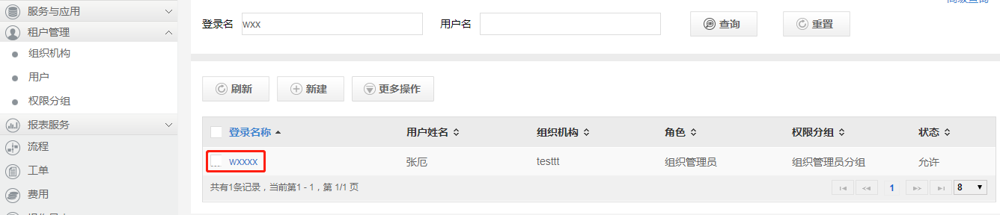 服务与应用
租户管理
组织机构
用户
权限分组
报表服务
流程
工单
费用
登录名 wxx 用户名 查询 重置
刷新 新建 更多操作
登录名称 用户姓名 组织机构 角色 权限分组 状态
wxxxx 张厄 testtt 组织管理员 组织管理员分组 允许
共有1条记录，当前第1 - 1，第 1/1 页 1 8